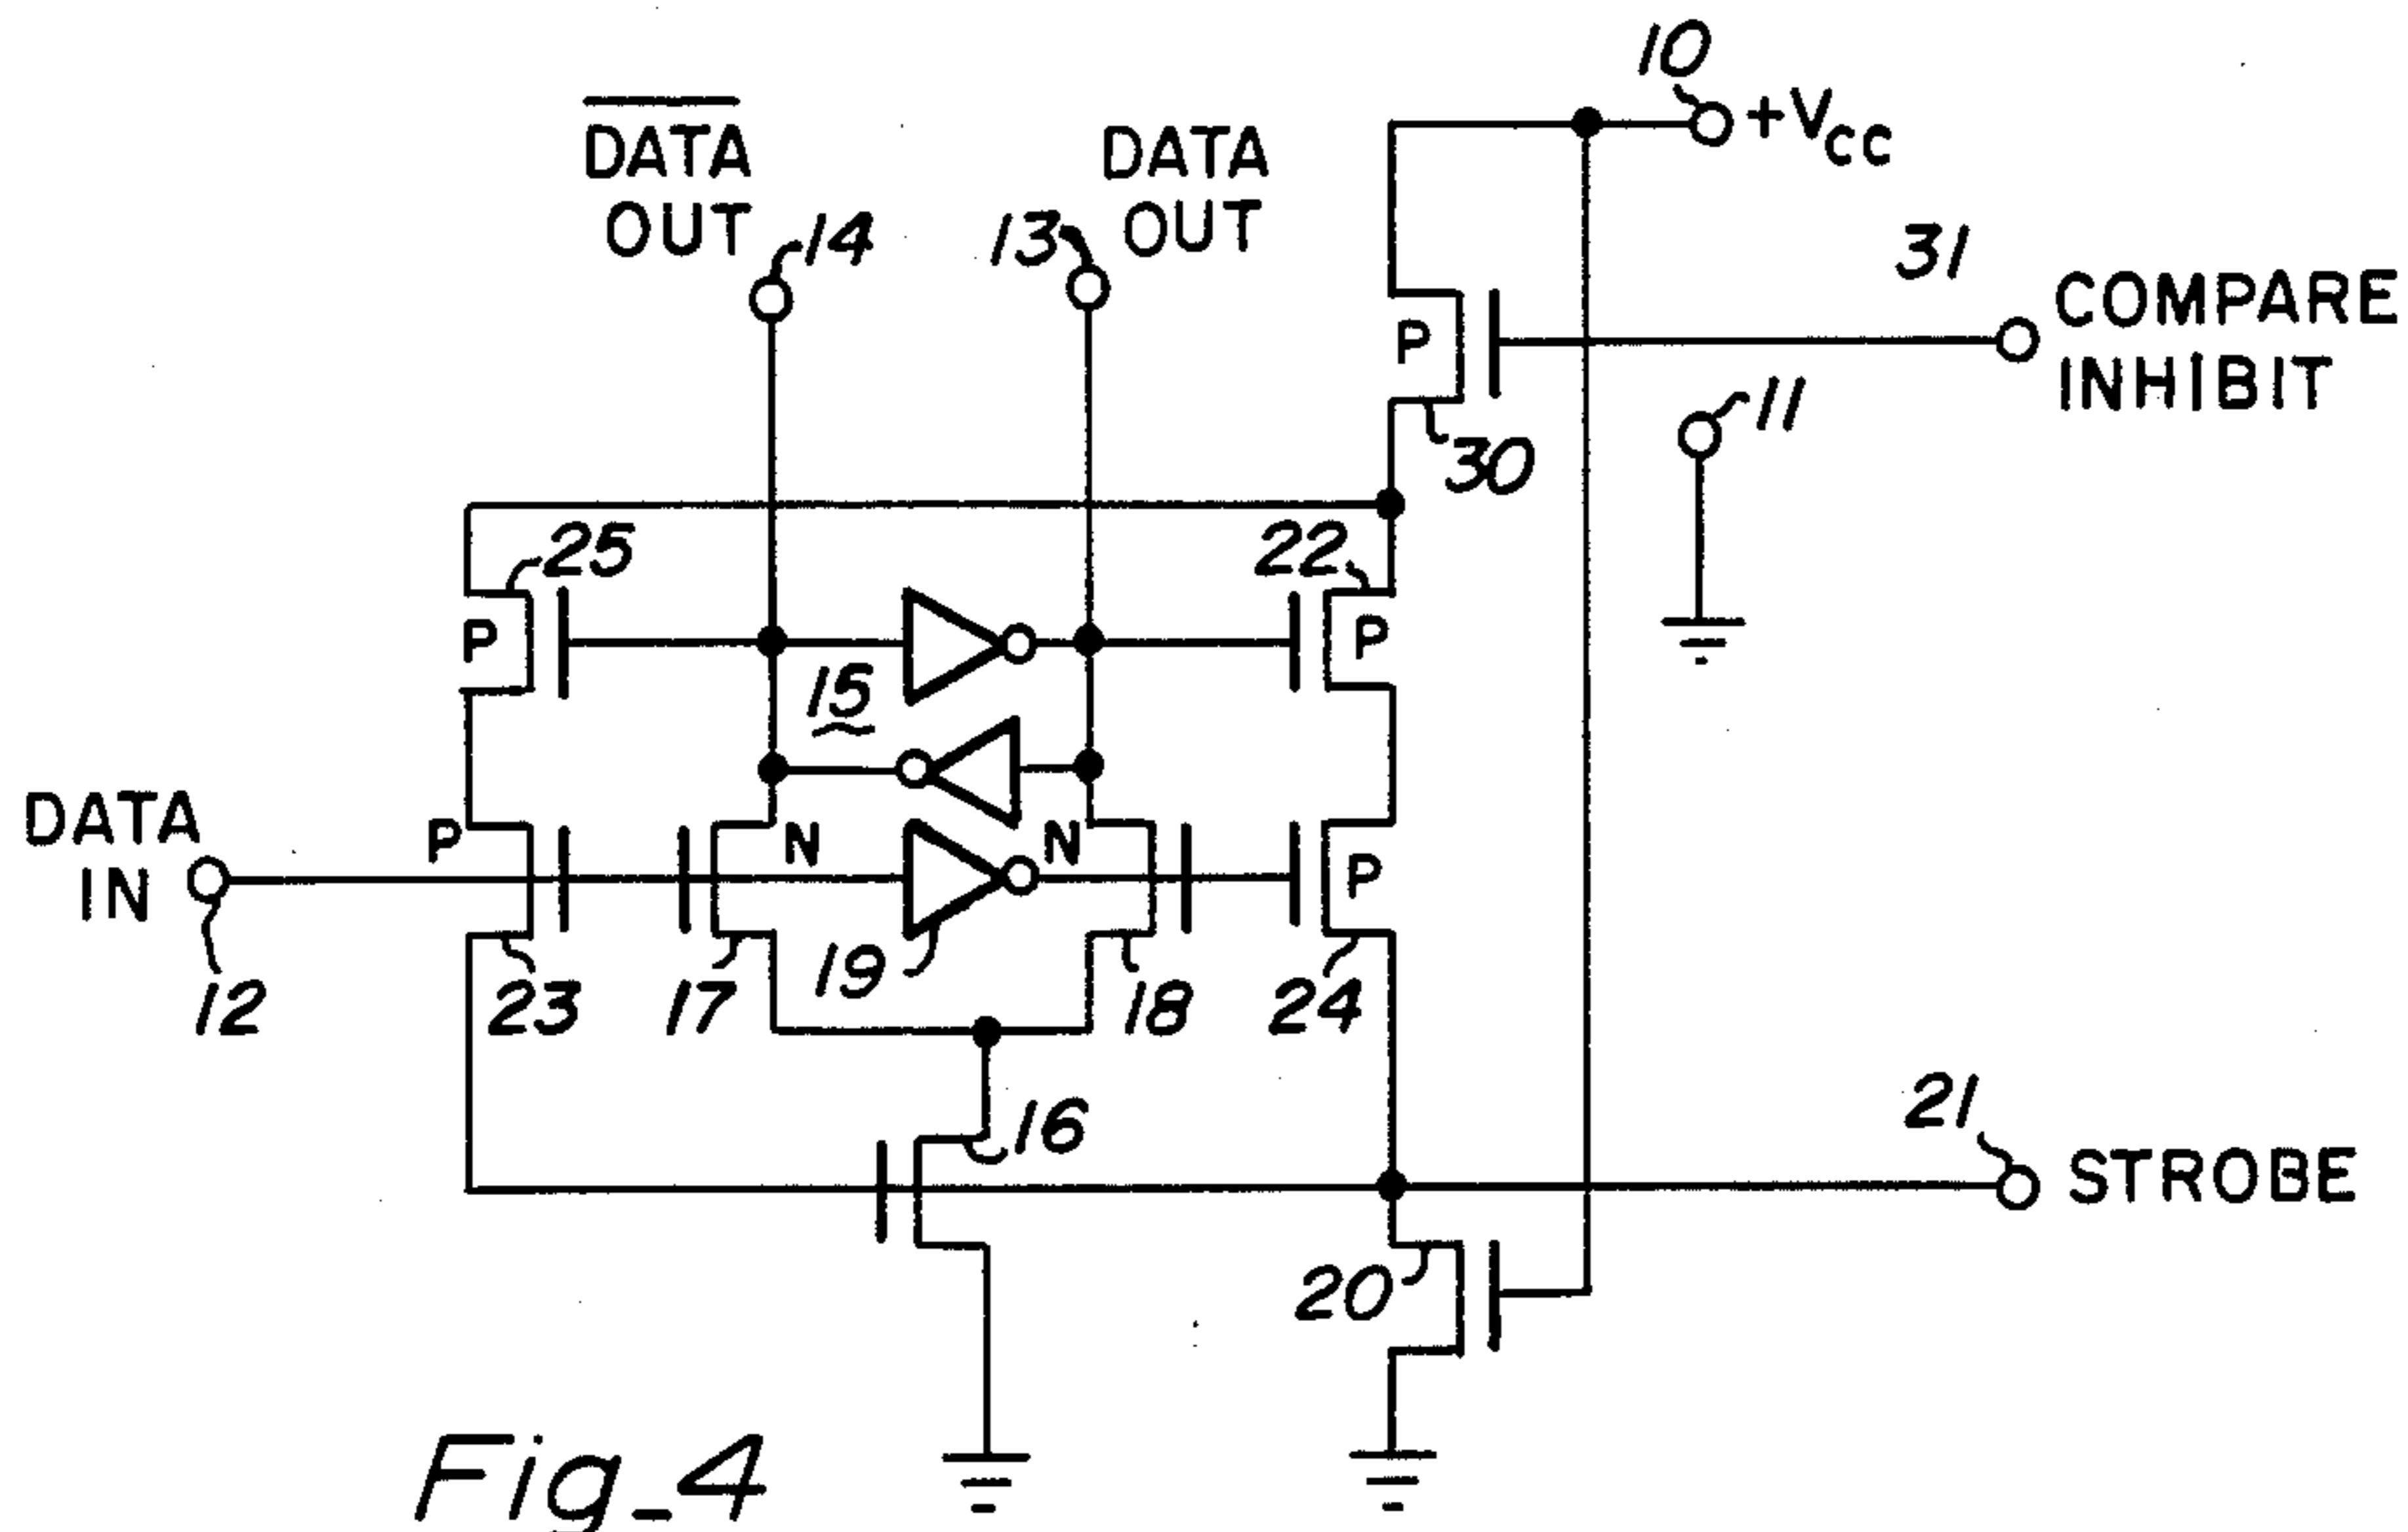 10
+VCC
DATA
OUT
14
13
DATA
OUT
31
COMPARE
INHIBIT
P
11
30
25
22
P
P
15
DATA
IN
12
P
N
N
P
23
17
19
18
24
16
21
STROBE
20
Fig_4